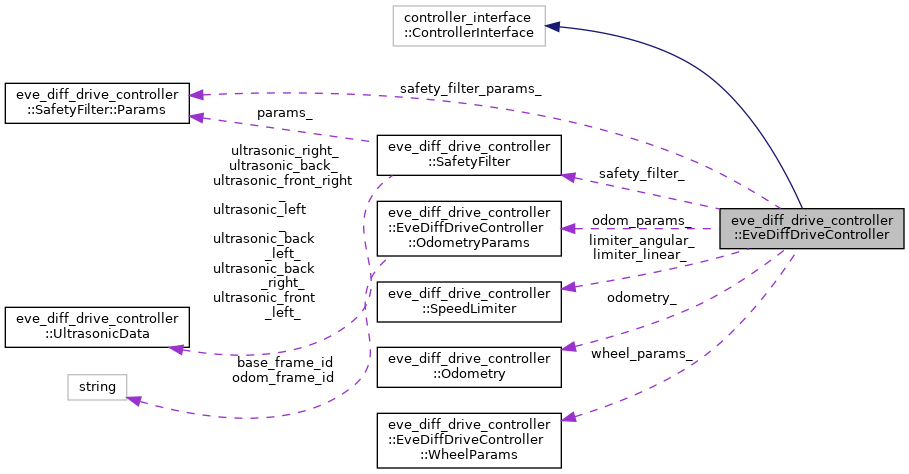 controller_interface
::ControllerInterface
eve_diff_drive_controller
::SafetyFilter::Params
safety_filter_params_
params_
eve_diff_drive_controller
::SafetyFilter
safety_filter_
ultrasonic_right_
ultrasonic_back_
ultrasonic_front_right
_
ultrasonic_left
_
ultrasonic_back
_left_
ultrasonic_back
_right_
ultrasonic_front
_left_
eve_diff_drive_controller
::EveDiffDriveController
::OdometryParams
odom_params_
eve_diff_drive_controller
::EveDiffDriveController
limiter_angular_
limiter_linear_
eve_diff_drive_controller
::SpeedLimiter
odometry_
eve_diff_drive_controller
::UltrasonicData
eve_diff_drive_controller
::Odometry
wheel_params_
base_frame_id
odom_frame_id
string
eve_diff_drive_controller
::EveDiffDriveController
::WheelParams